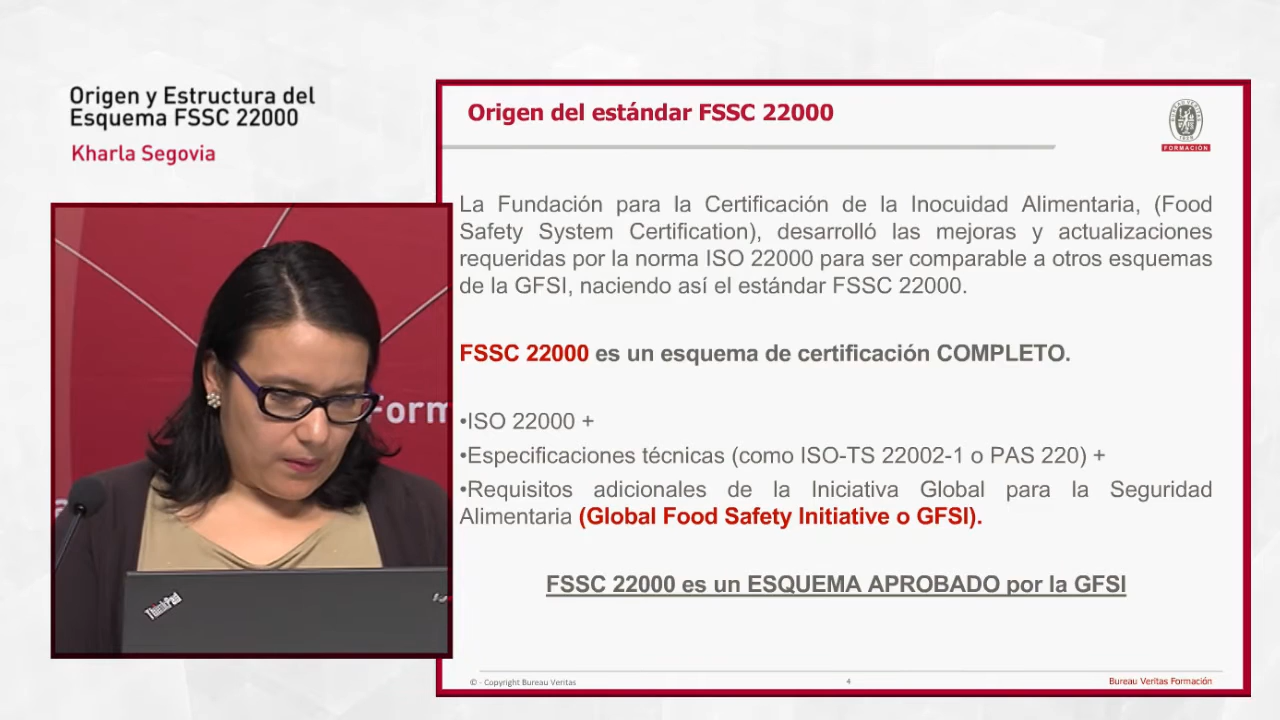 Origen y Estructura del
Esquema FSSC 22000
Kharla Segovia
Origen del estándar FSSC 22000
BUREAU VERITAS
1828
FORMACIÓN
La Fundación para la Certificación de la Inocuidad Alimentaria, (Food
Safety System Certification), desarrolló las mejoras y actualizaciones
requeridas por la norma ISO 22000 para ser comparable a otros esquemas
de la GFSI, naciendo así el estándar FSSC 22000.
FSSC 22000 es un esquema de certificación COMPLETO.
•ISO 22000 +
•Especificaciones técnicas (como ISO-TS 22002-1 o PAS 220) +
•Requisitos adicionales de la Iniciativa Global para la Seguridad
Alimentaria (Global Food Safety Initiative o GFSI).
FSSC 22000 es un ESQUEMA APROBADO por la GFSI
Form
ThinkPad
© - Copyright Bureau Veritas
4
Bureau Veritas Formación